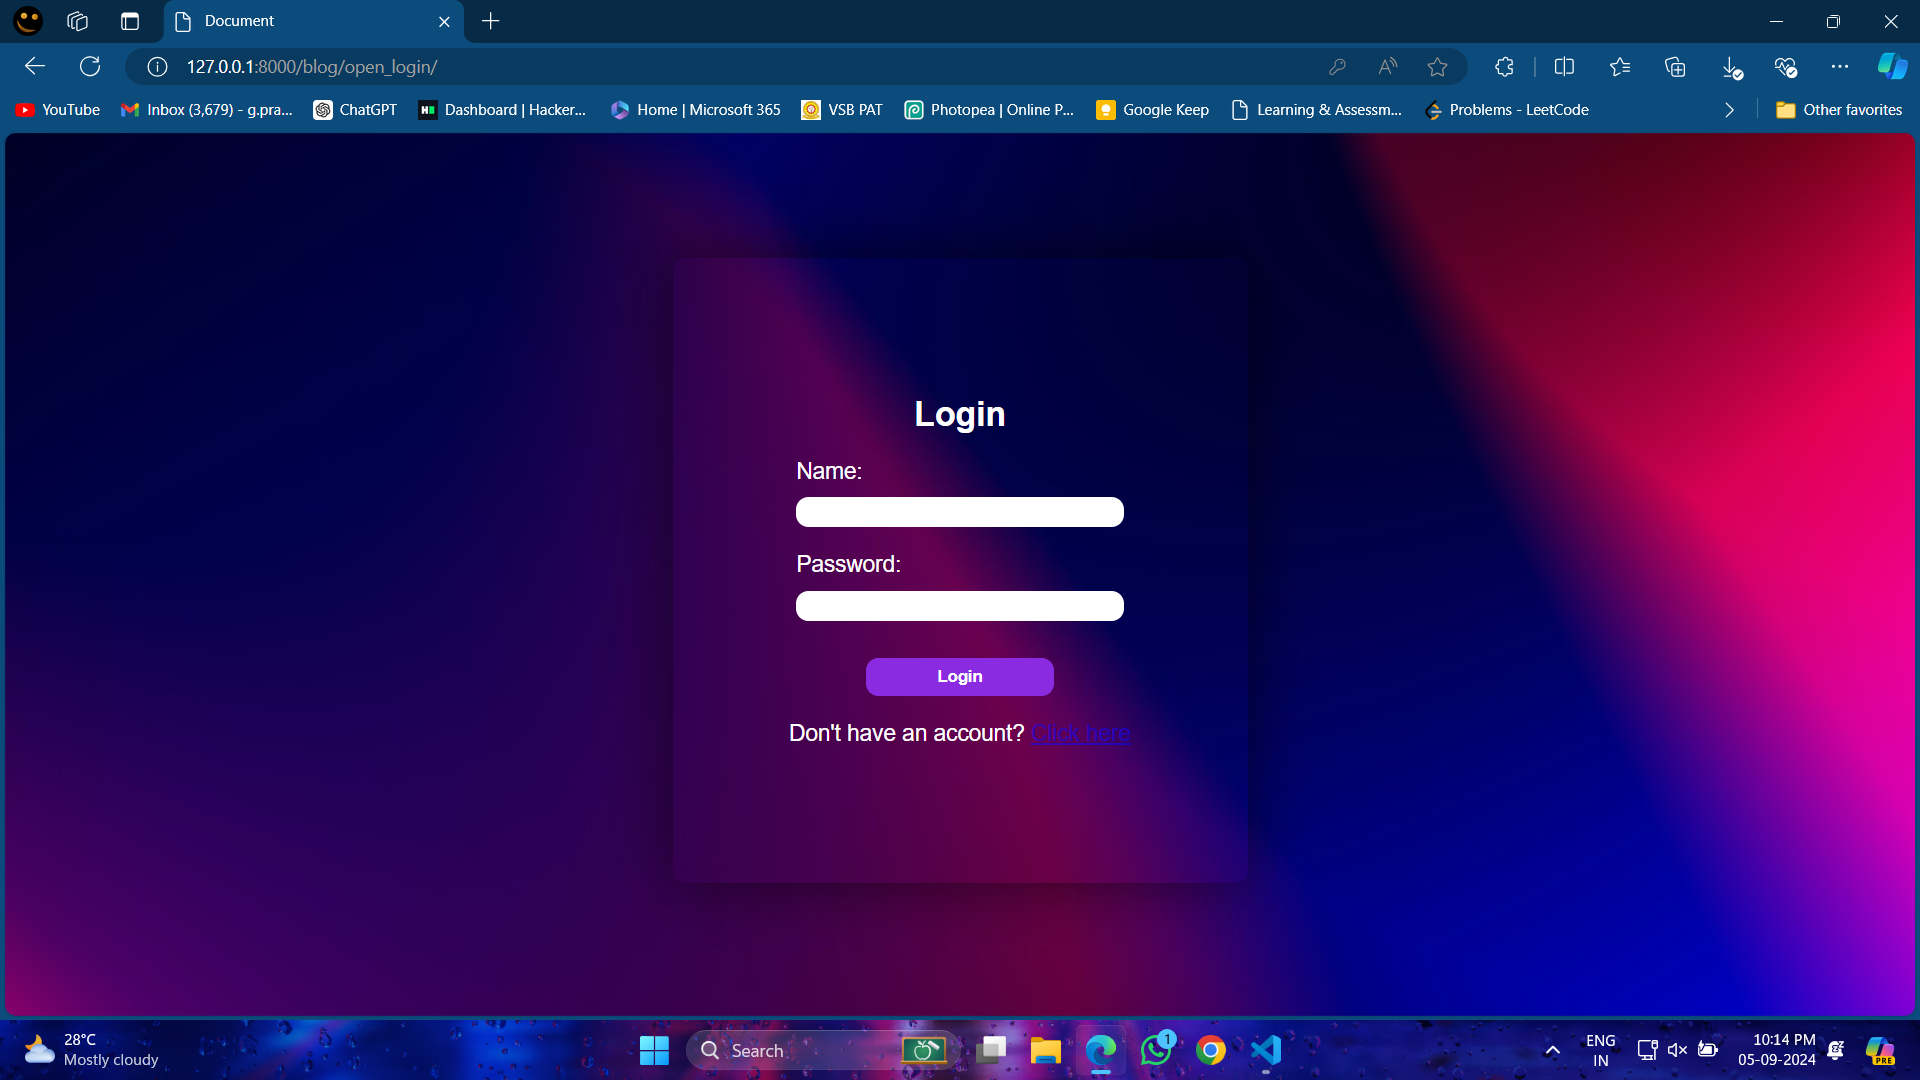 Document
127.0.0.1:8000/blog/open_login/
YouTube
Inbox (3,679) - g.pra...
ChatGPT
Dashboard | Hacker...
Home | Microsoft 365
VSB PAT
Photopea | Online P...
Google Keep
Learning & Assessm...
Problems - LeetCode
Other favorites
Login
Name:
Password:
Login
Don't have an account? Click here
28°C
Mostly cloudy
Search
1
ENG
IN
10:14 PM
05-09-2024
PRE